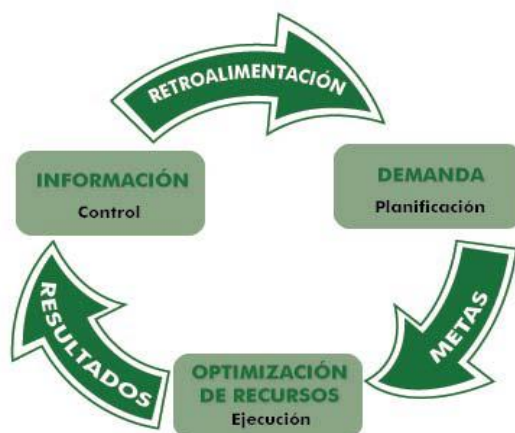 RETROALIMENTACIÓN
INFORMACIÓN
Control
DEMANDA
Planificación
METAS
RESULTADOS
OPTIMIZACIÓN
DE RECURSOS
Ejecución